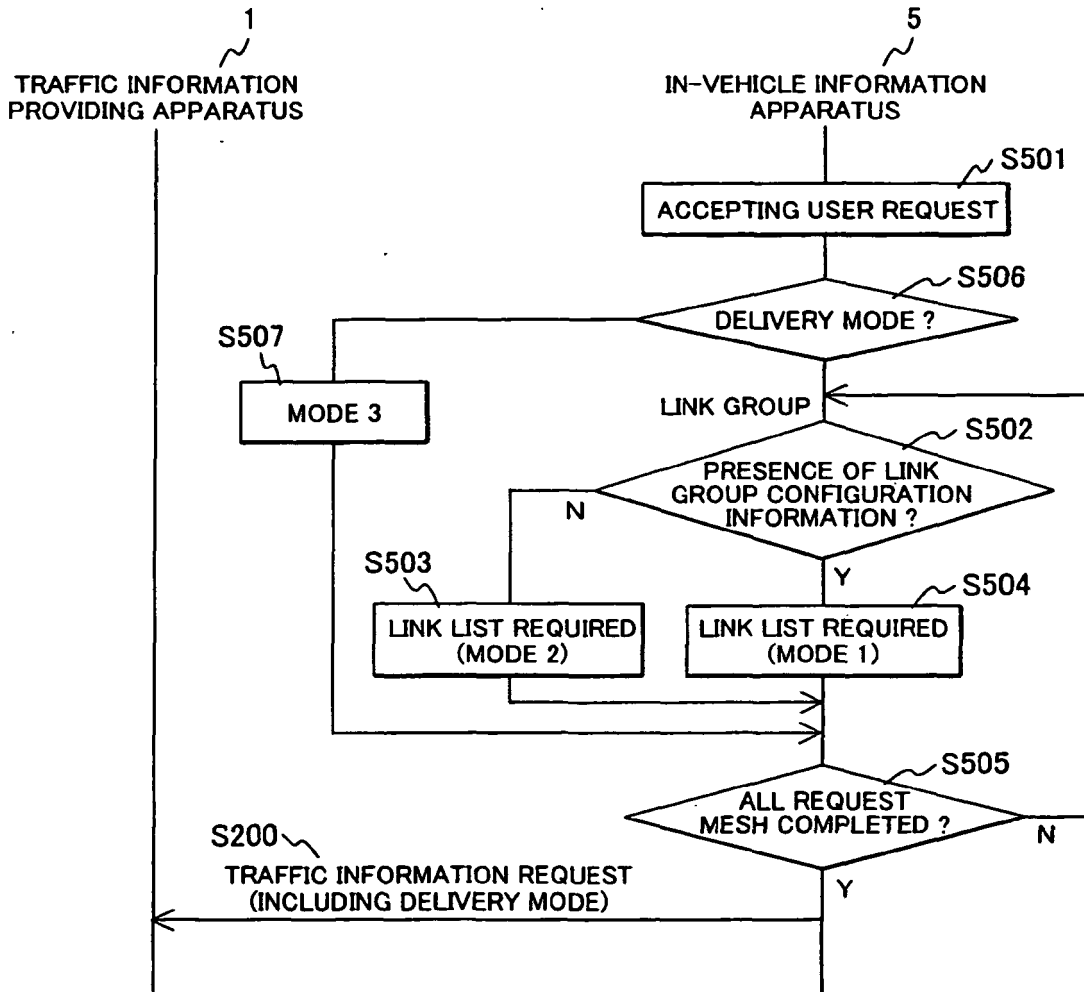 1
TRAFFIC INFORMATION
PROVIDING APPARATUS
5
IN-VEHICLE INFORMATION
APPARATUS
S501
ACCEPTING USER REQUEST
S506
DELIVERY MODE ?
S507
MODE 3
LINK GROUP
S502
PRESENCE OF LINK
GROUP CONFIGURATION
INFORMATION ?
N
Y
S503
LINK LIST REQUIRED
(MODE 2)
S504
LINK LIST REQUIRED
(MODE 1)
S505
ALL REQUEST
MESH COMPLETED ?
N
Y
S200
TRAFFIC INFORMATION REQUEST
(INCLUDING DELIVERY MODE)